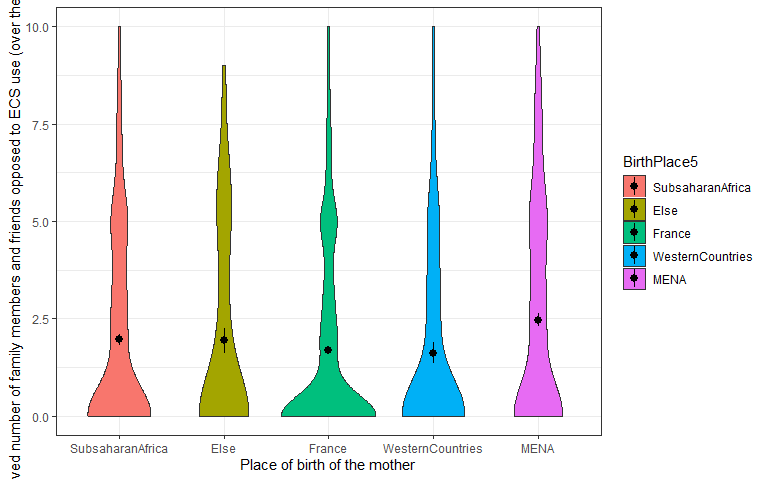 ved number of family members and friends opposed to ECS use (over the
10.0
7.5
5.0
2.5
0.0
SubsaharanAfrica
Else
France
WesternCountries
MENA
Place of birth of the mother
BirthPlace5
SubsaharanAfrica
Else
France
WesternCountries
MENA